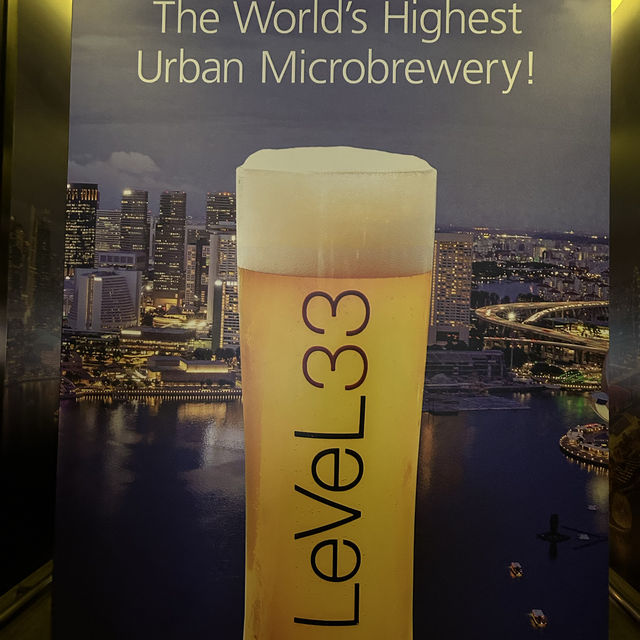 The World's Highest
Urban Microbrewery!
LeVeL33